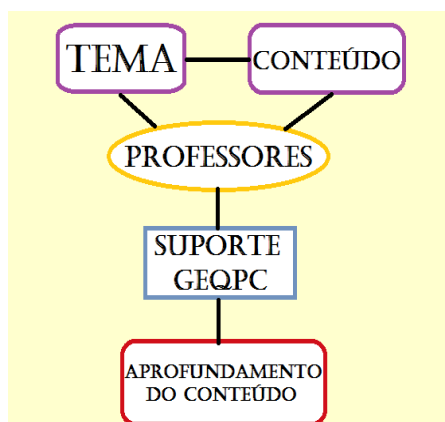 TEMA
CONTEÚDO
PROFESSORES
SUPORTE
GEQPC
APROFUNDAMENTO
DO CONTEÚDO